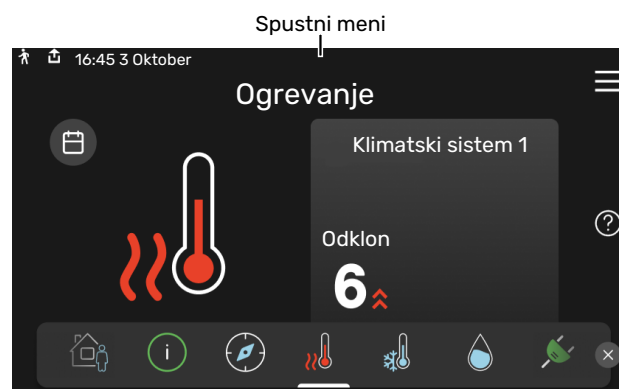 Spustni meni
16:45 3 Oktober
Ogrevanje
Klimatski sistem 1
Odklon
6